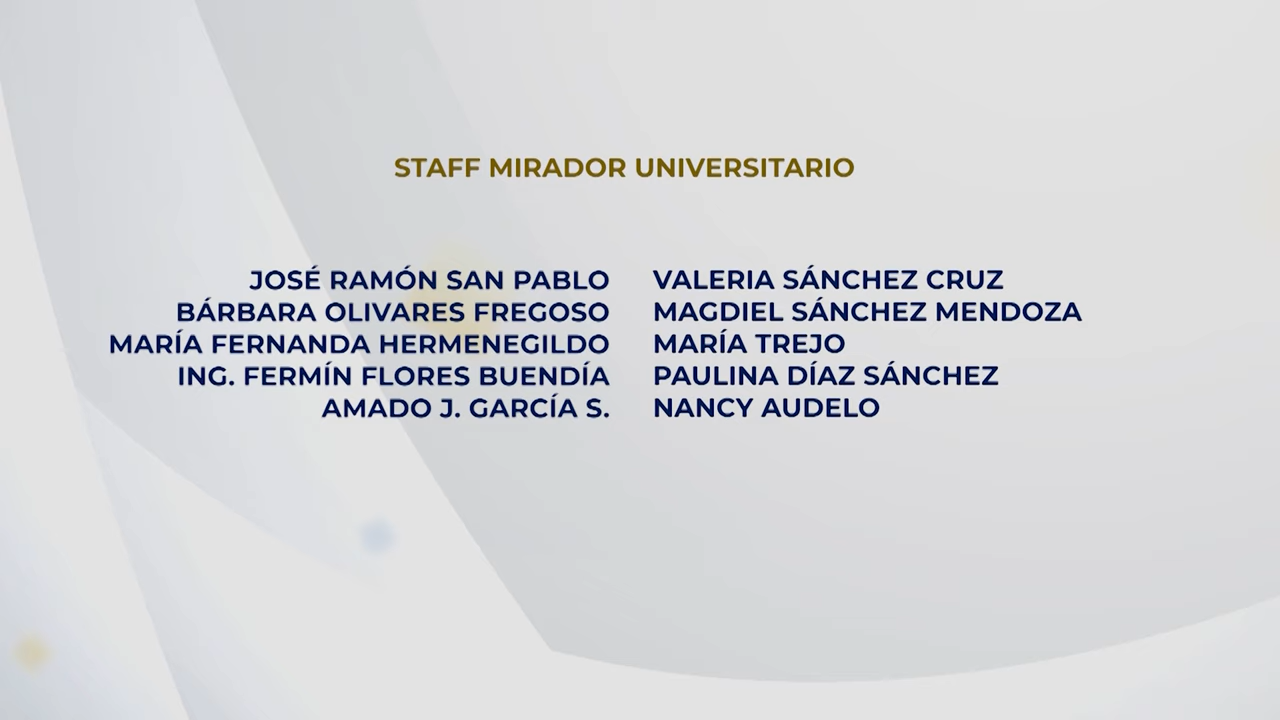 STAFF MIRADOR UNIVERSITARIO
JOSÉ RAMÓN SAN PABLO
BÁRBARA OLIVARES FREGOSO
MARÍA FERNANDA HERMENEGILDO
ING. FERMÍN FLORES BUENDÍA
AMADO J. GARCÍA S.
VALERIA SÁNCHEZ CRUZ
MAGDIEL SÁNCHEZ MENDOZA
MARÍA TREJO
PAULINA DÍAZ SÁNCHEZ
NANCY AUDELO